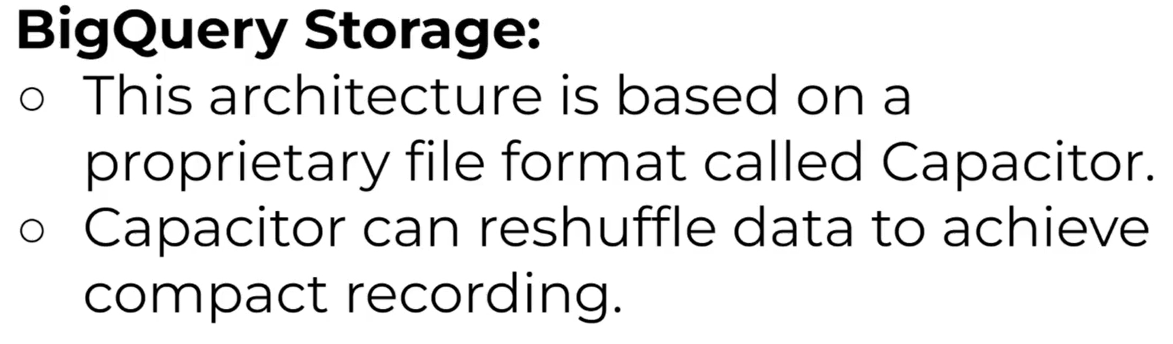 BigQuery Storage:
○ This architecture is based on a
proprietary file format called Capacitor.
○ Capacitor can reshuffle data to achieve
compact recording.